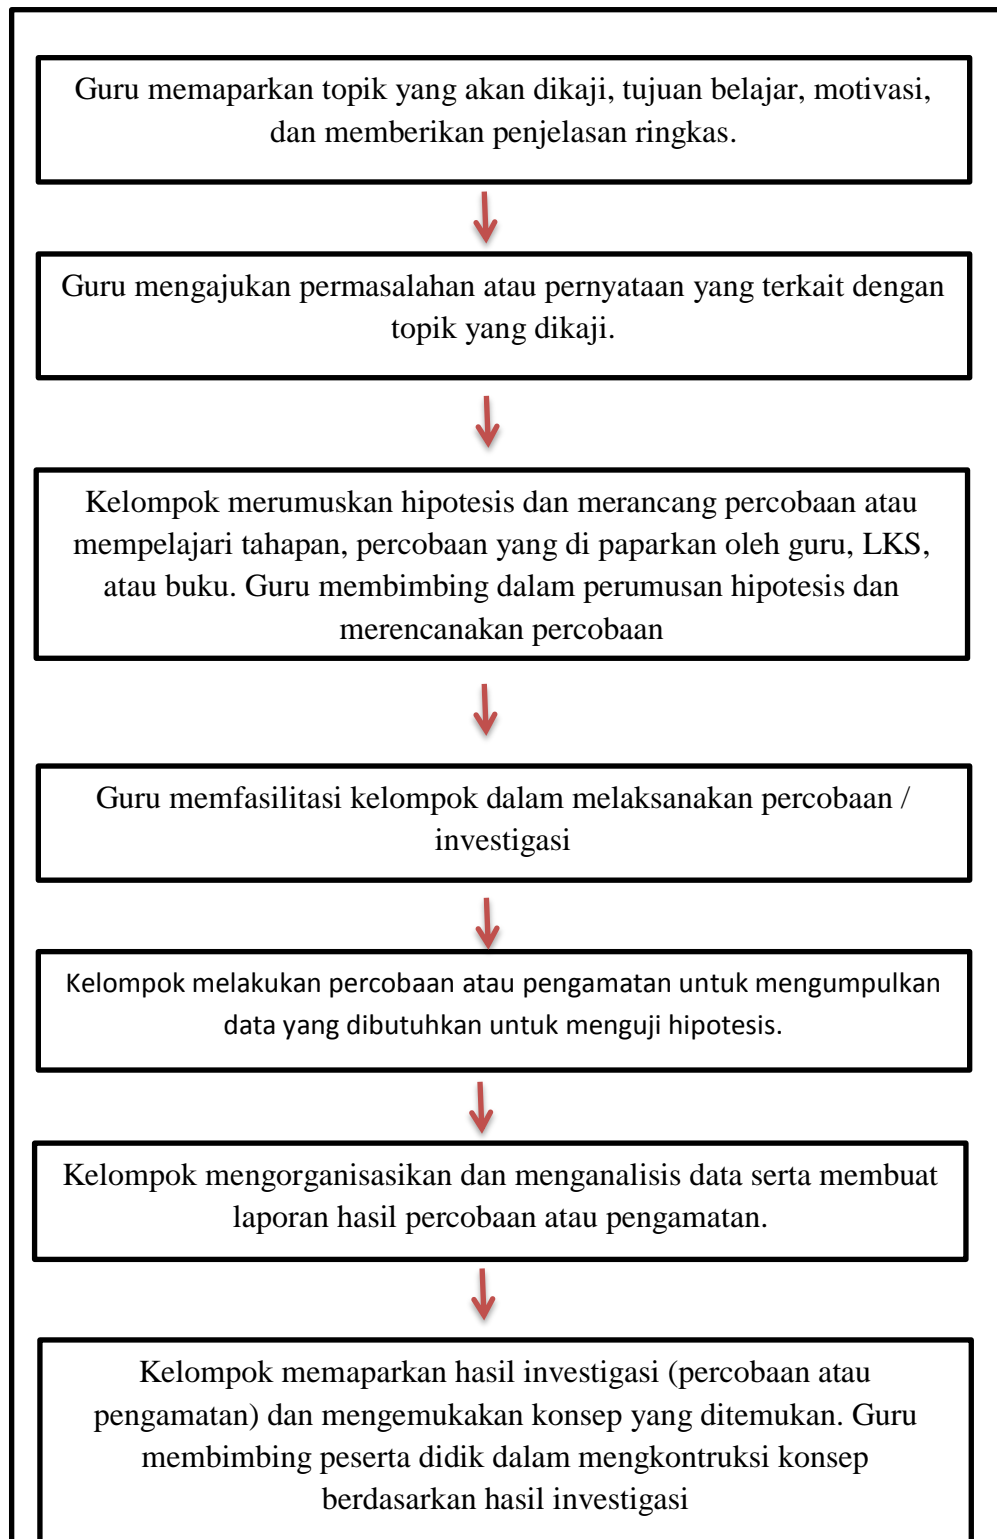 Guru memaparkan topik yang akan dikaji, tujuan belajar, motivasi,
dan memberikan penjelasan ringkas.
Guru mengajukan permasalahan atau pernyataan yang terkait dengan
topik yang dikaji.
Kelompok merumuskan hipotesis dan merancang percobaan atau
mempelajari tahapan, percobaan yang di paparkan oleh guru, LKS,
atau buku. Guru membimbing dalam perumusan hipotesis dan
merencanakan percobaan
Guru memfasilitasi kelompok dalam melaksanakan percobaan /
investigasi
Kelompok melakukan percobaan atau pengamatan untuk mengumpulkan
data yang dibutuhkan untuk menguji hipotesis.
Kelompok mengorganisasikan dan menganalisis data serta membuat
laporan hasil percobaan atau pengamatan.
Kelompok memaparkan hasil investigasi (percobaan atau
pengamatan) dan mengemukakan konsep yang ditemukan. Guru
membimbing peserta didik dalam mengkontruksi konsep
berdasarkan hasil investigasi